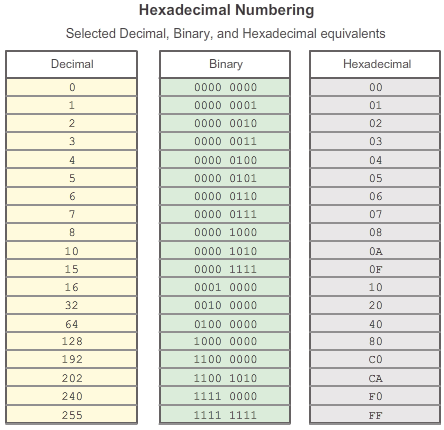 Hexadecimal Numbering
Selected Decimal, Binary, and Hexadecimal equivalents
Decimal Binary Hexadecimal
0 0000 0000 00
1 0000 0001 01
2 0000 0010 02
3 0000 0011 03
4 0000 0100 04
5 0000 0101 05
6 0000 0110 06
7 0000 0111 07
8 0000 1000 08
10 0000 1010 0A
15 0000 1111 0F
16 0001 0000 10
32 0010 0000 20
64 0100 0000 40
128 1000 0000 80
192 1100 0000 C0
202 1100 1010 CA
240 1111 0000 F0
255 1111 1111 FF